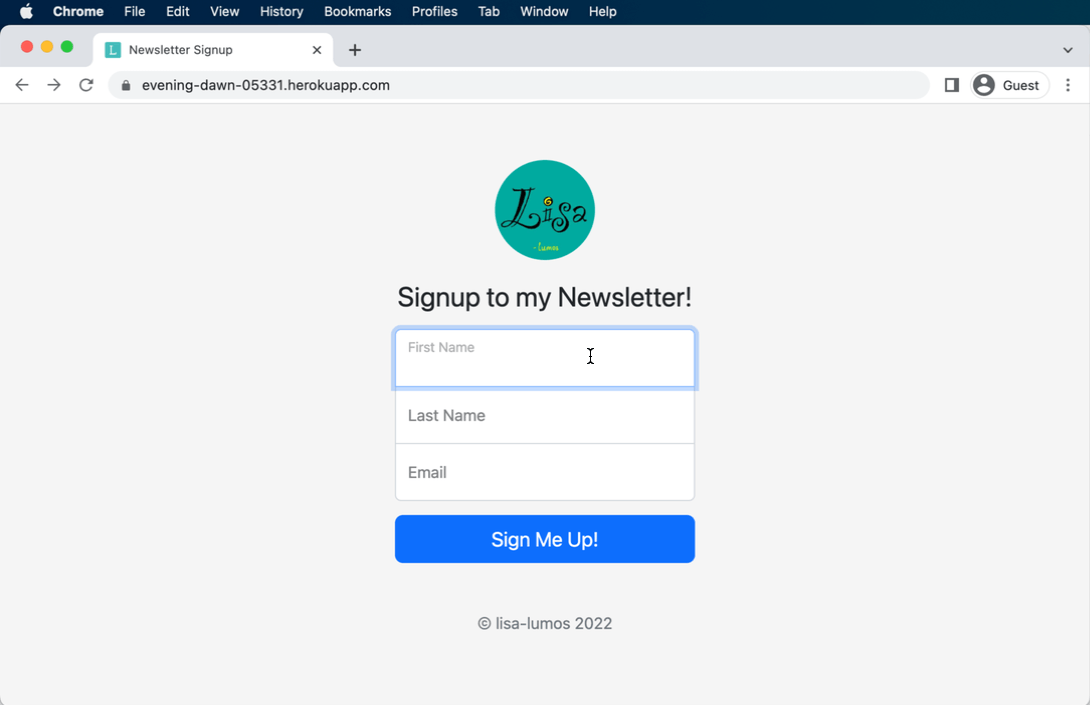 Chrome File Edit View History Bookmarks Profiles Tab Window Help
L Newsletter Signup
evening-dawn-05331.herokuapp.com Guest
Lisa
G
- Lumos
Signup to my Newsletter!
First Name
Last Name
Email
Sign Me Up!
© lisa-lumos 2022